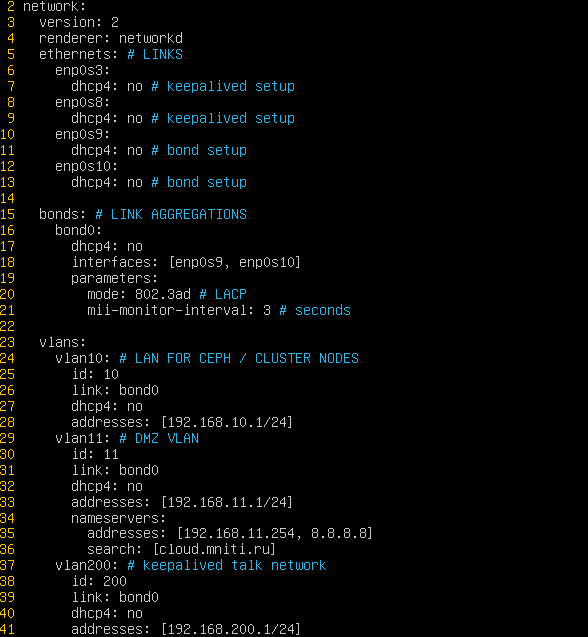 2 network:
3   version: 2
4   renderer: networkd
5   ethernets: # LINKS
6     enp0s3:
7       dhcp4: no # keepalived setup
8     enp0s8:
9       dhcp4: no # keepalived setup
10     enp0s9:
11       dhcp4: no # bond setup
12     enp0s10:
13       dhcp4: no # bond setup
14
15   bonds: # LINK AGGREGATIONS
16     bond0:
17       dhcp4: no
18       interfaces: [enp0s9, enp0s10]
19       parameters:
20         mode: 802.3ad # LACP
21         mii-monitor-interval: 3 # seconds
22
23   vlans:
24     vlan10: # LAN FOR CEPH / CLUSTER NODES
25       id: 10
26       link: bond0
27       dhcp4: no
28       addresses: [192.168.10.1/24]
29     vlan11: # DMZ VLAN
30       id: 11
31       link: bond0
32       dhcp4: no
33       addresses: [192.168.11.1/24]
34       nameservers:
35         addresses: [192.168.11.254, 8.8.8.8]
36         search: [cloud.mniti.ru]
37     vlan200: # keepalived talk network
38       id: 200
39       link: bond0
40       dhcp4: no
41       addresses: [192.168.200.1/24]